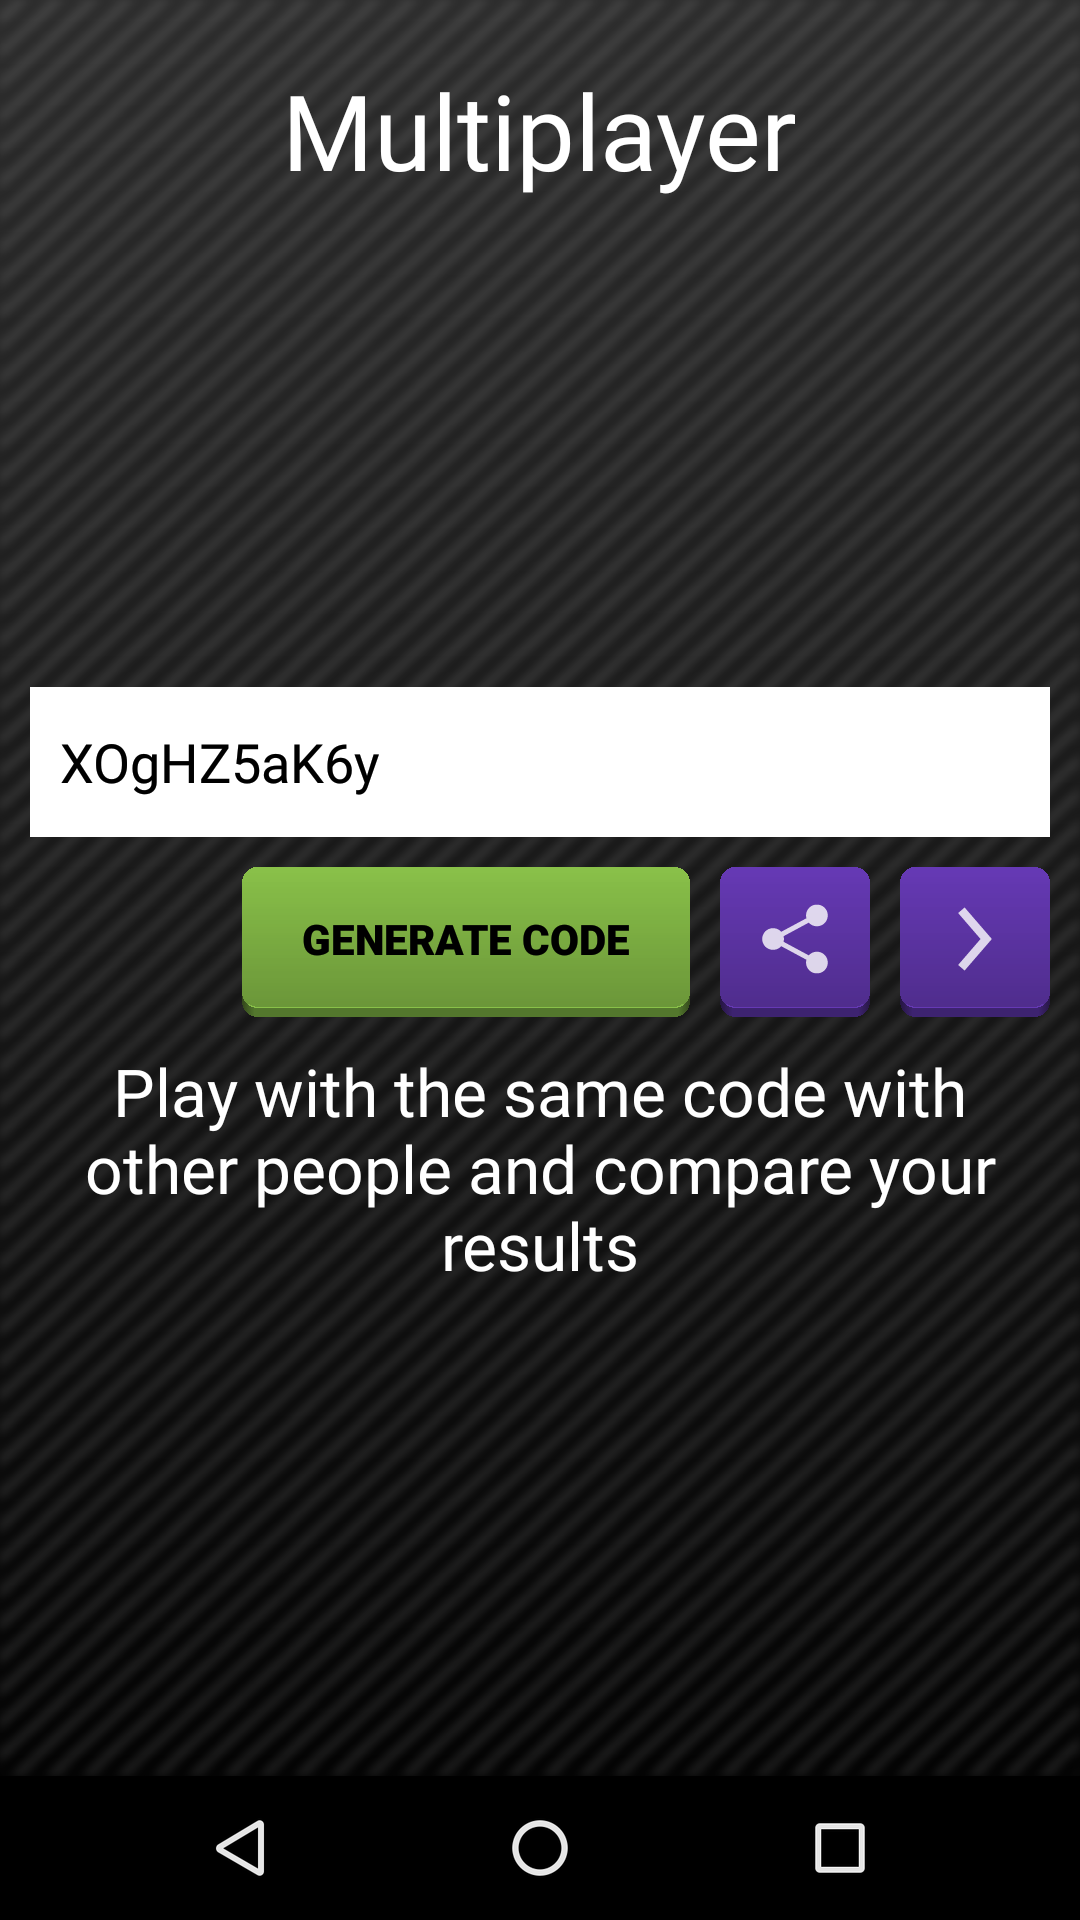 Multiplayer
XOgHZ5aK6y
GENERATE CODE
Play with the same code with
other people and compare your
results